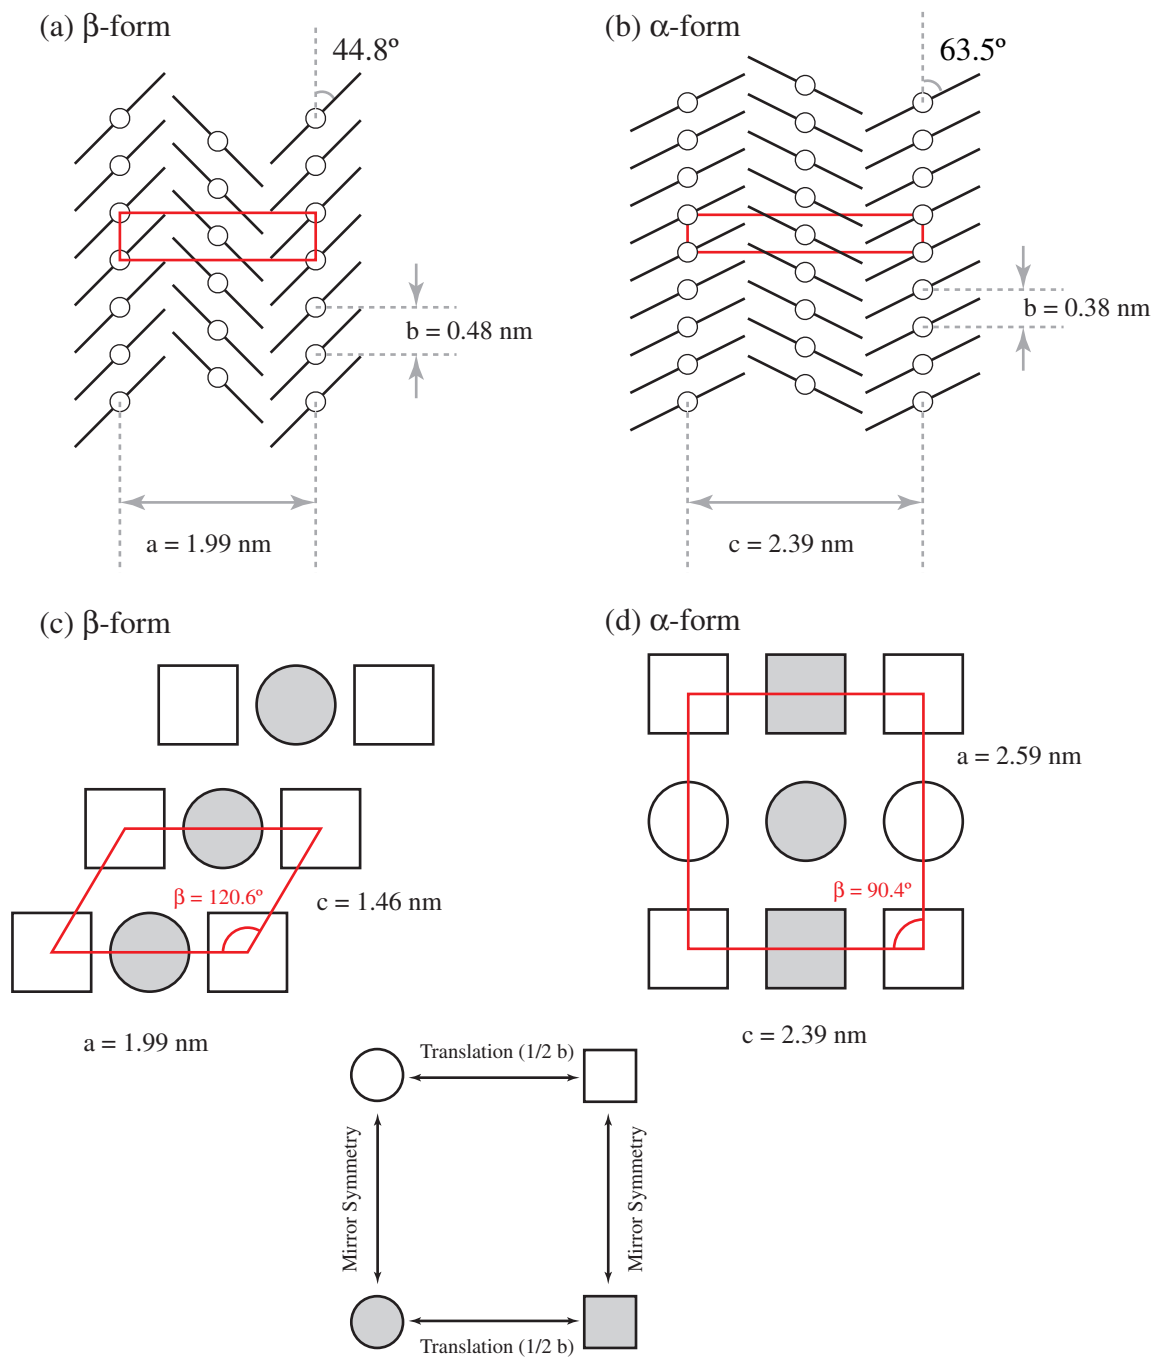 (a) β-form
44.8º
b = 0.48 nm
a = 1.99 nm
(b) α-form
63.5º
b = 0.38 nm
c = 2.39 nm
(c) β-form
β = 120.6º
c = 1.46 nm
a = 1.99 nm
(d) α-form
a = 2.59 nm
β = 90.4º
c = 2.39 nm
Translation (1/2 b)
Mirror Symmetry
Mirror Symmetry
Translation (1/2 b)